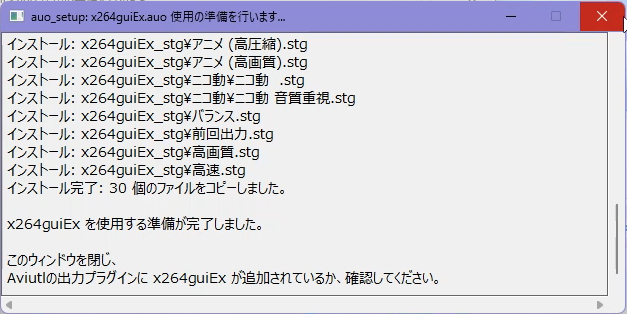 auo_setup: x264guiEx.auo 使用の準備を行います...
インストール: x264guiEx_stg¥アニメ (高圧縮).stg
インストール: x264guiEx_stg¥アニメ (高画質).stg
インストール: x264guiEx_stg¥ニコ動¥ニコ動  .stg
インストール: x264guiEx_stg¥ニコ動¥ニコ動 音質重視.stg
インストール: x264guiEx_stg¥バランス.stg
インストール: x264guiEx_stg¥前回出力.stg
インストール: x264guiEx_stg¥高画質.stg
インストール: x264guiEx_stg¥高速.stg
インストール完了: 30 個のファイルをコピーしました。
x264guiEx を使用する準備が完了しました。
このウィンドウを閉じ、
Aviutlの出力プラグインに x264guiEx が追加されているか、確認してください。